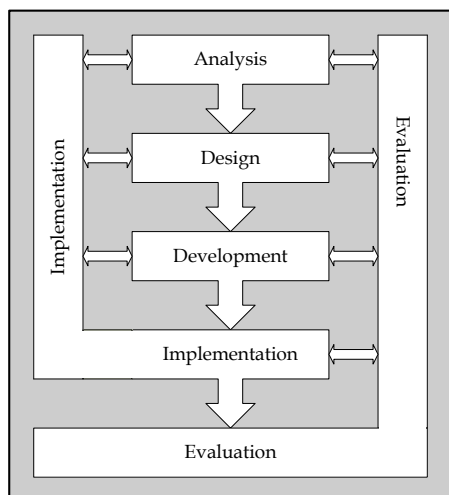 Analysis
Evaluation
Implementation
Design
Development
Implementation
Evaluation